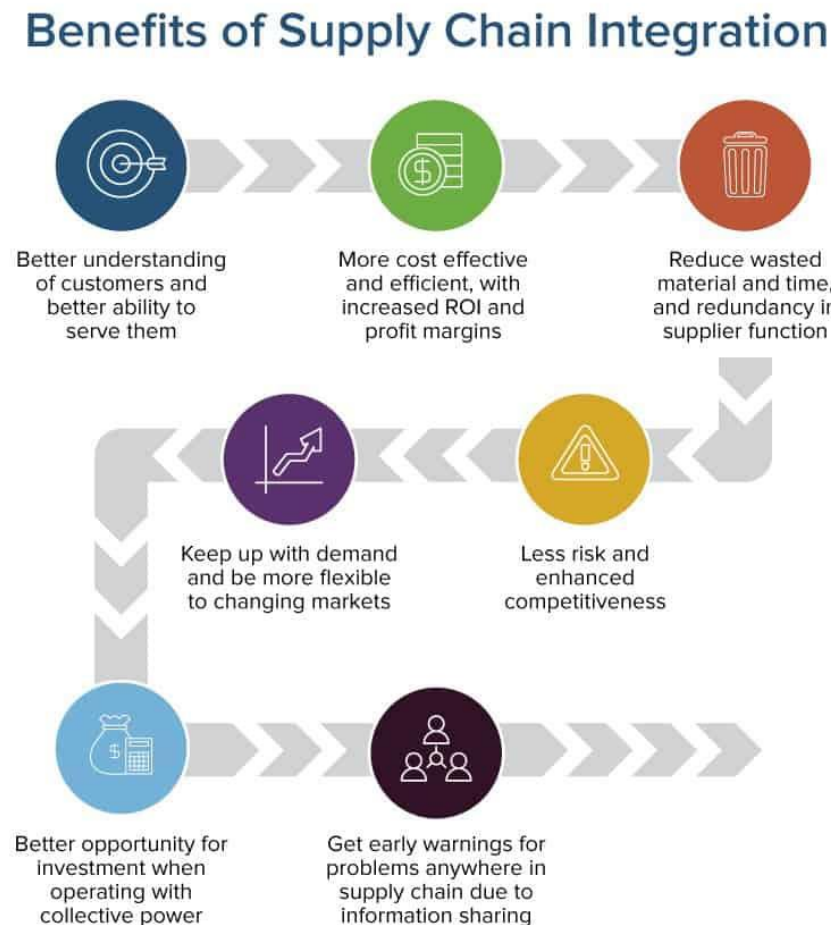 Benefits of Supply Chain Integration
Better understanding
of customers and
better ability to
serve them
More cost effective
and efficient, with
increased ROI and
profit margins
Reduce wasted
material and time,
and redundancy in
supplier function
Less risk and
enhanced
competitiveness
Keep up with demand
and be more flexible
to changing markets
Better opportunity for
investment when
operating with
collective power
Get early warnings for
problems anywhere in
supply chain due to
information sharing